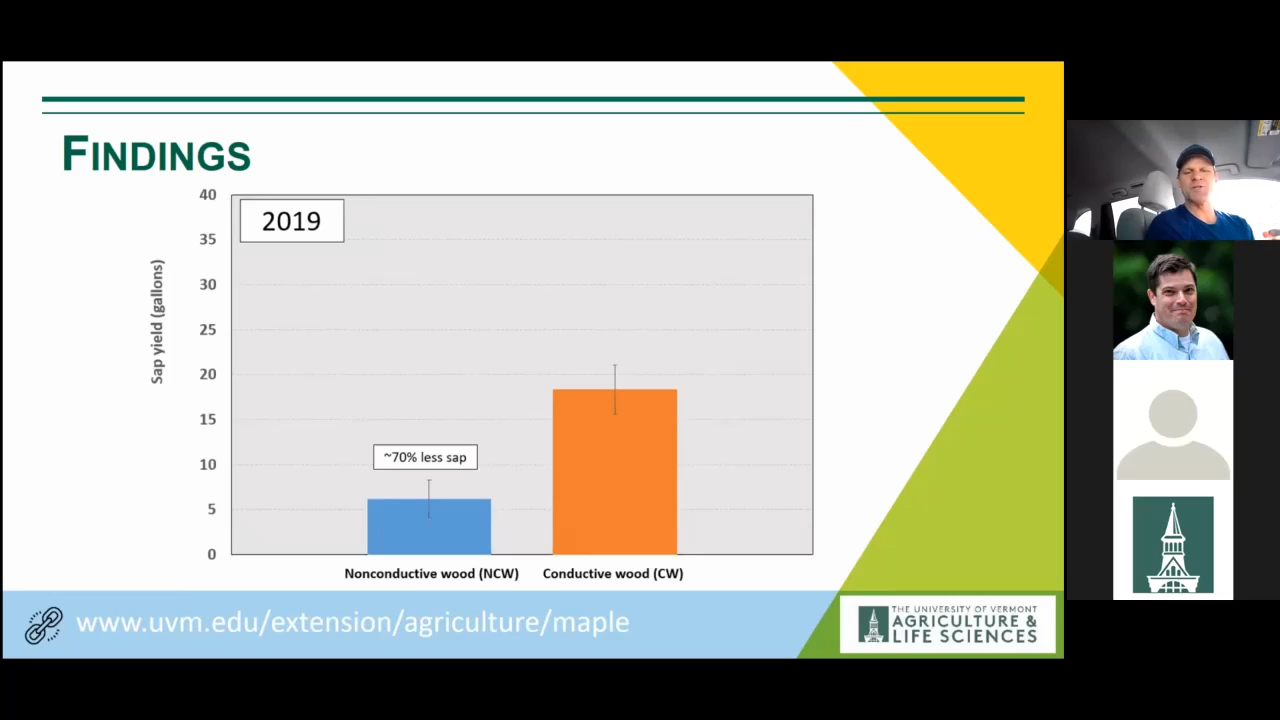 FINDINGS
2019
40
35
30
25
20
15
10
5
0
Sap yield (gallons)
~70% less sap
Nonconductive wood (NCW)
Conductive wood (CW)
www.uvm.edu/extension/agriculture/maple
THE UNIVERSITY OF VERMONT
AGRICULTURE &
LIFE SCIENCES